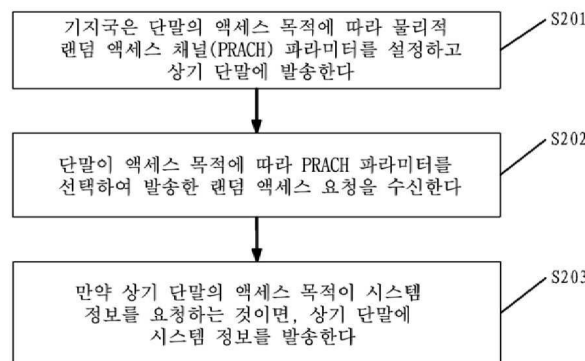 기지국은 단말의 액세스 목적에 따라 물리적
랜덤 액세스 채널(PRACH) 파라미터를 설정하고
상기 단말에 발송한다
S201
단말이 액세스 목적에 따라 PRACH 파라미터를
선택하여 발송한 랜덤 액세스 요청을 수신한다
S202
만약 상기 단말의 액세스 목적이 시스템
정보를 요청하는 것이면, 상기 단말에
시스템 정보를 발송한다
S203